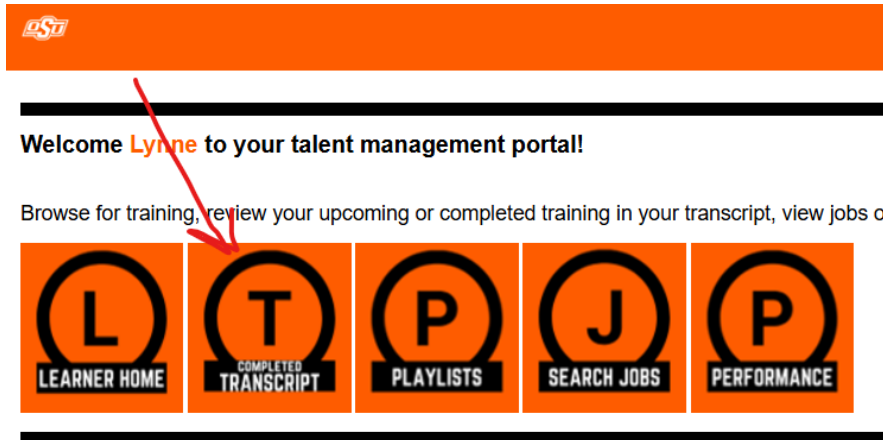 OSU
Welcome Lynne to your talent management portal!
Browse for training, review your upcoming or completed training in your transcript, view jobs o
L T P J P
LEARNER HOME COMPLETED TRANSCRIPT PLAYLISTS SEARCH JOBS PERFORMANCE